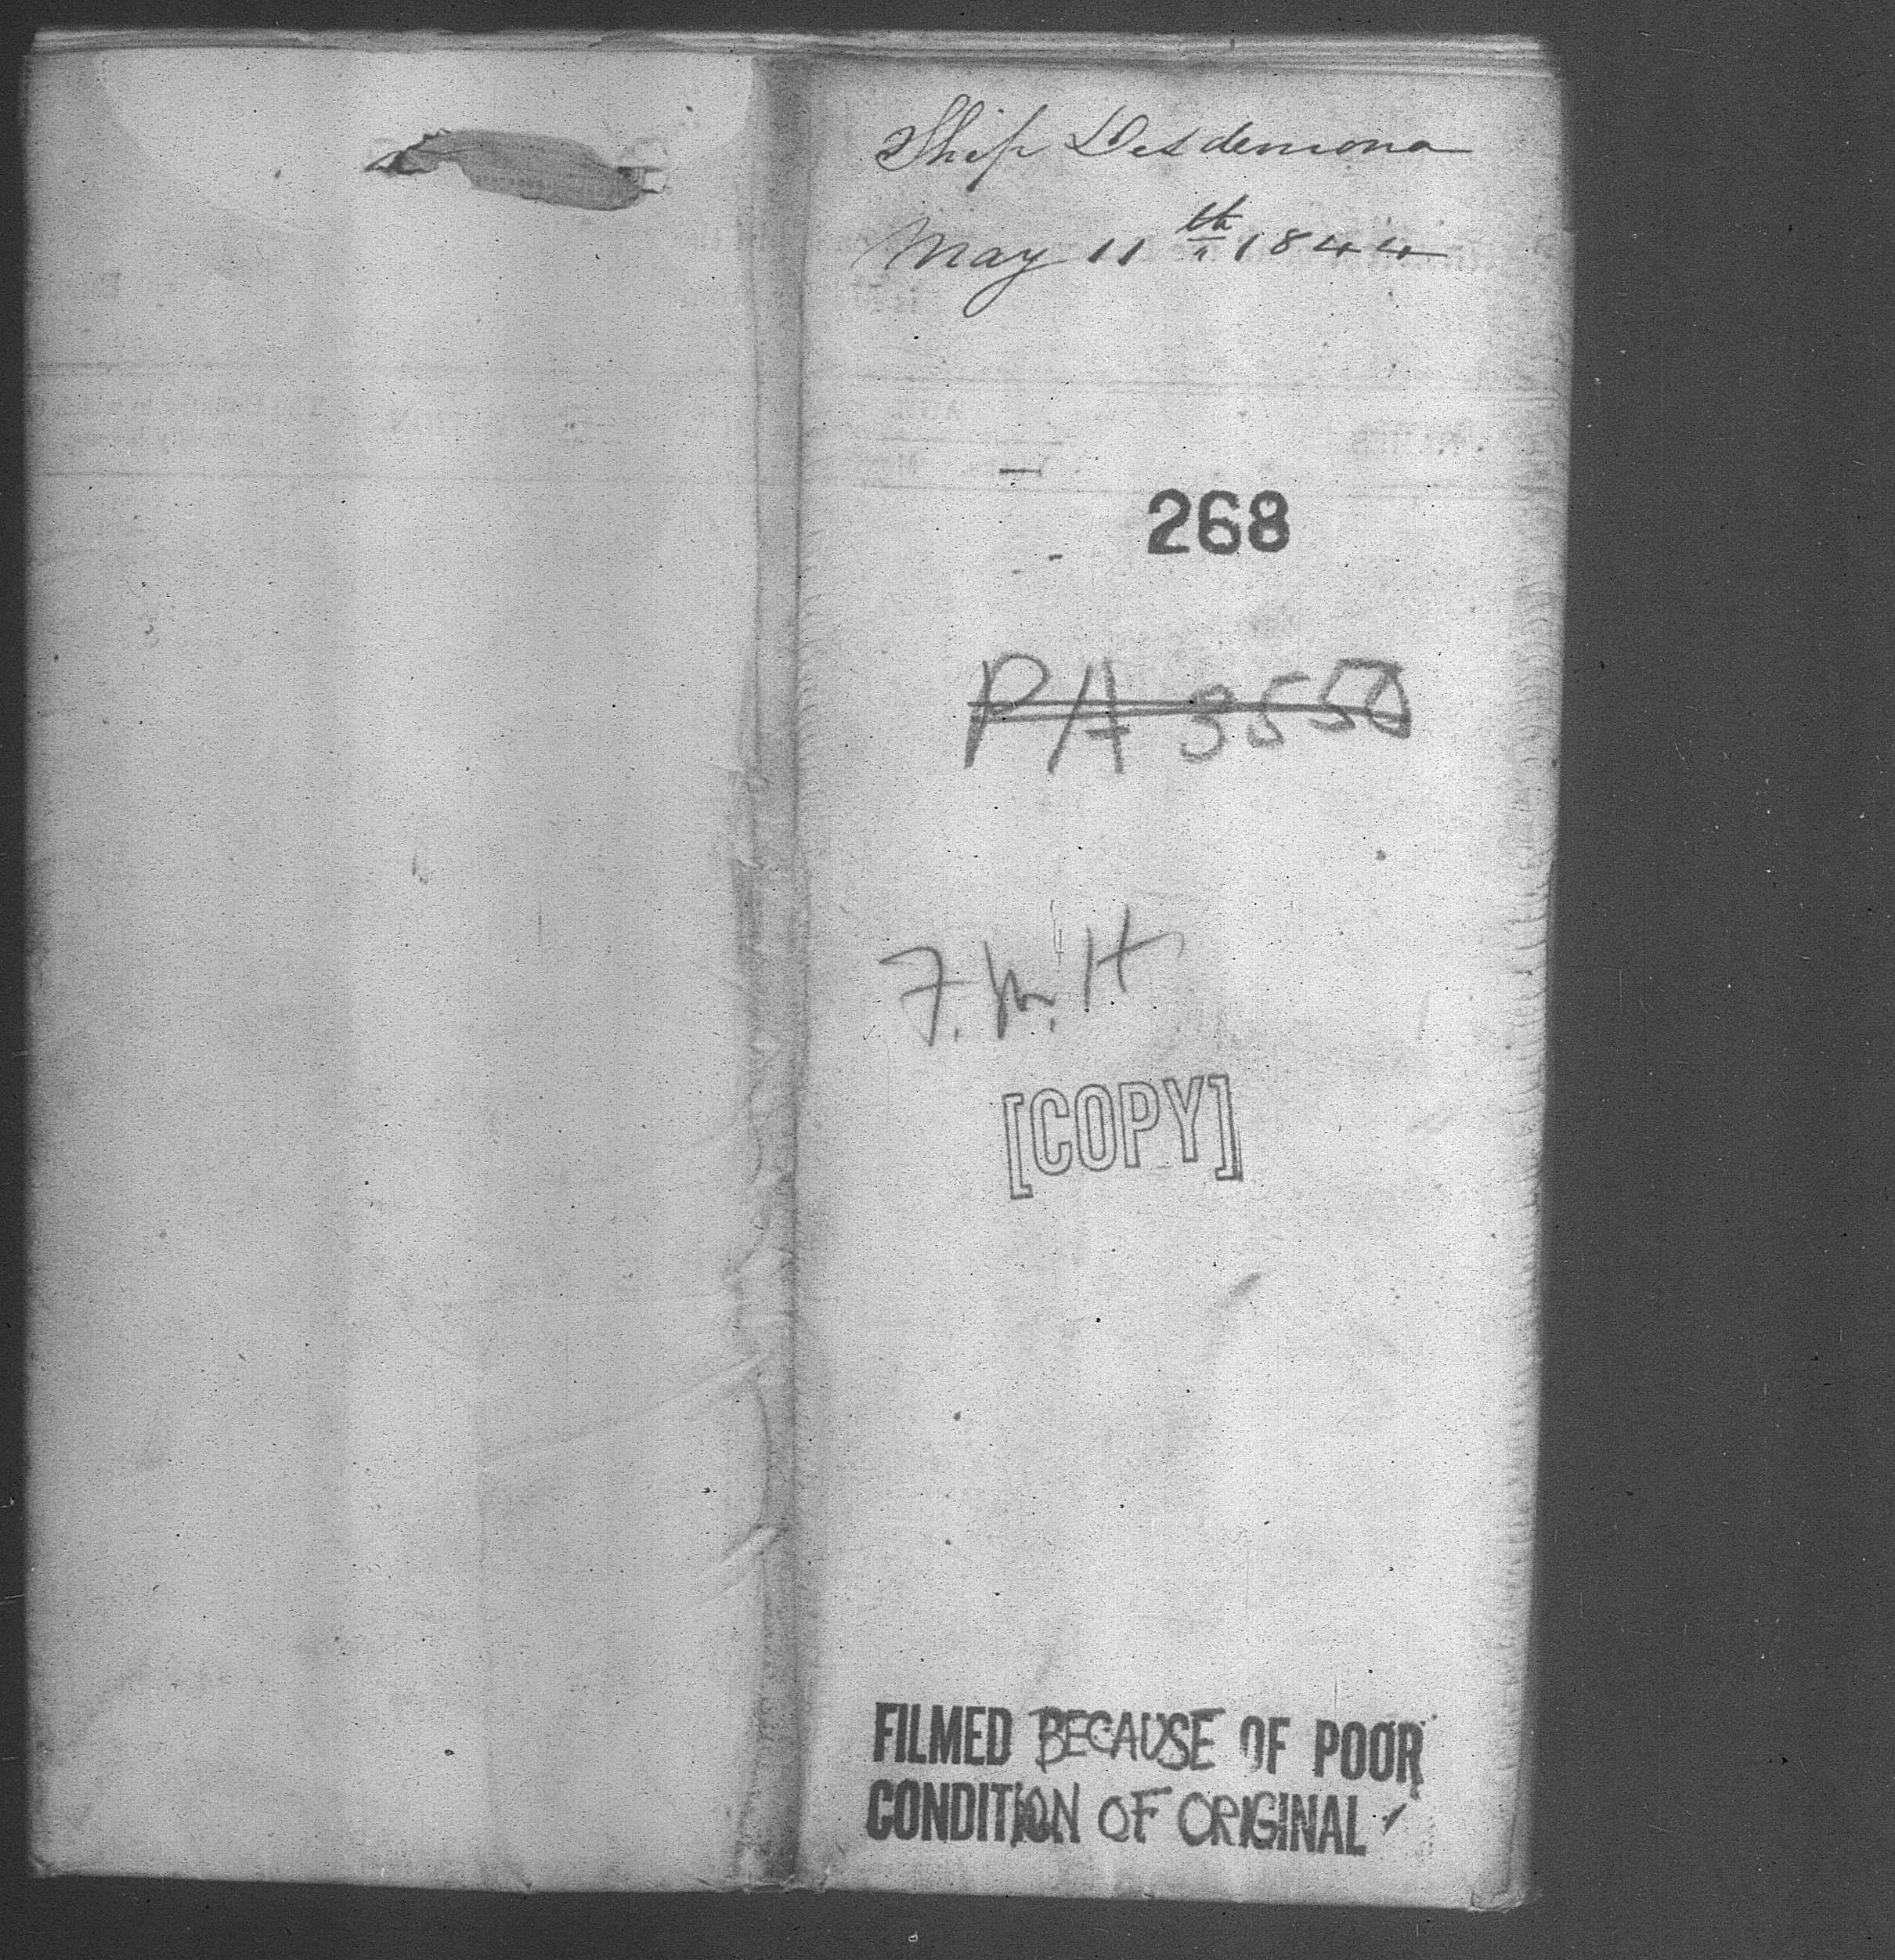 Ship Desdemona
May 11th 1844
268
PA 3550
F. M. H
[COPY]
FILMED BECAUSE OF POOR
CONDITION OF ORIGINAL